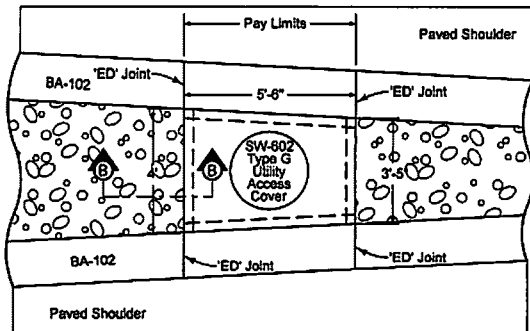 Pay Limits
Paved Shoulder
'ED' Joint
BA-102
'ED' Joint
5'-6"
SW-602
Type G
Utility
Access
Cover
B
B
3'-5"
BA-102
'ED' Joint
'ED' Joint
Paved Shoulder